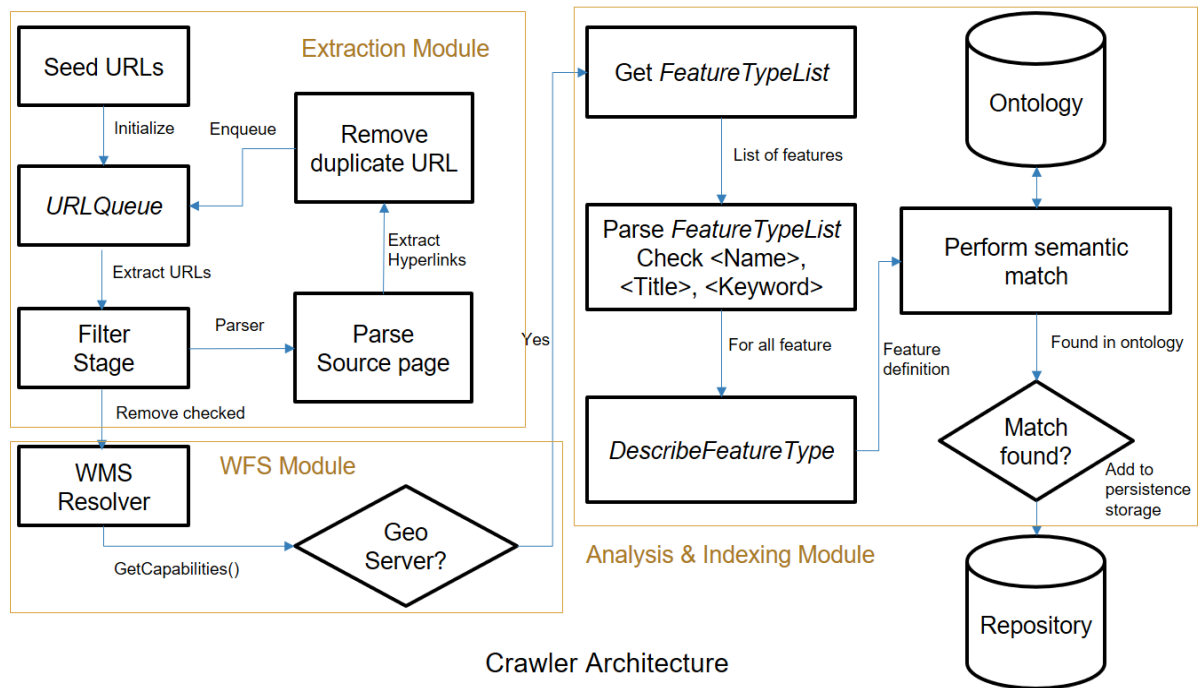 Extraction Module
Seed URLs
Initialize
Enqueue
Remove
duplicate URL
URLQueue
Extract
Hyperlinks
Extract URLs
Filter
Stage
Parser
Parse
Source page
Remove checked
WFS Module
WMS
Resolver
GetCapabilities()
Geo
Server?
Yes
Get FeatureTypeList
List of features
Parse FeatureTypeList
Check <Name>,
<Title>, <Keyword>
For all feature
DescribeFeatureType
Feature
definition
Ontology
Perform semantic
match
Found in ontology
Match
found?
Add to
persistence
storage
Analysis & Indexing Module
Repository
Crawler Architecture